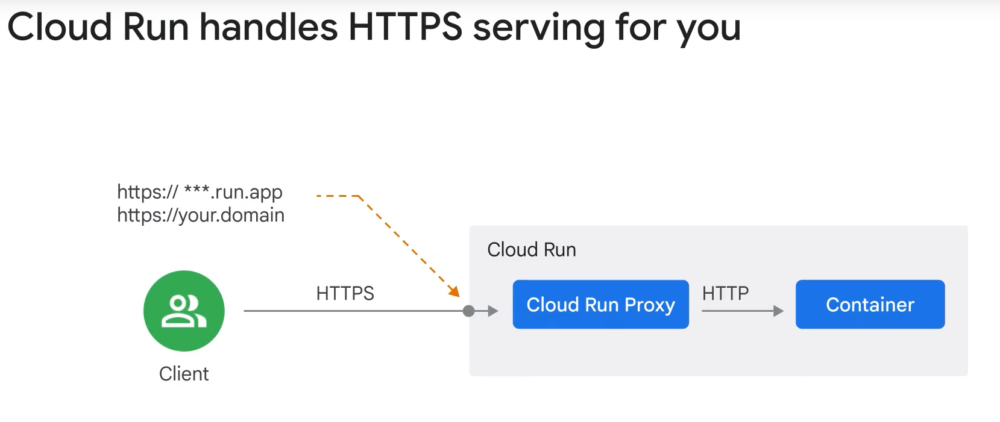 Cloud Run handles HTTPS serving for you
https:// ***.run.app
https://your.domain
Cloud Run
HTTPS
Cloud Run Proxy
HTTP
Container
Client